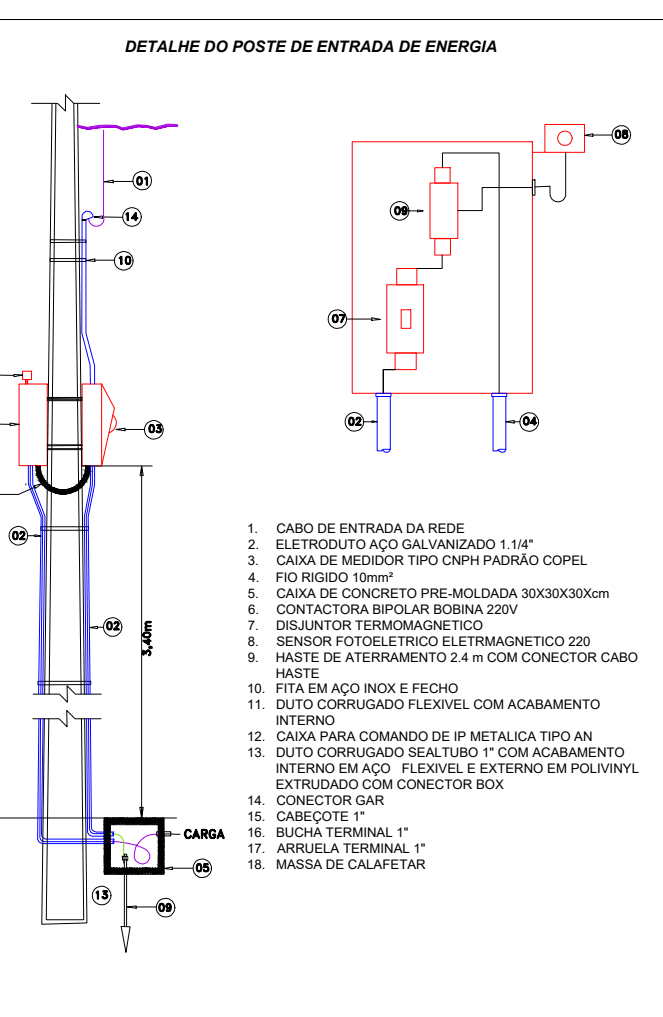 DETALHE DO POSTE DE ENTRADA DE ENERGIA
01
14
10
03
02
02
3,40m
CARGA
05
13
09
08
09
07
02
04
1. CABO DE ENTRADA DA REDE
2. ELETRODUTO AÇO GALVANIZADO 1.1/4"
3. CAIXA DE MEDIDOR TIPO CNPH PADRÃO COPEL
4. FIO RIGIDO 10mm²
5. CAIXA DE CONCRETO PRE-MOLDADA 30X30X30Xcm
6. CONTACTORA BIPOLAR BOBINA 220V
7. DISJUNTOR TERMOMAGNETICO
8. SENSOR FOTOELETRICO ELETRMAGNETICO 220
9. HASTE DE ATERRAMENTO 2.4 m COM CONECTOR CABO
HASTE
10. FITA EM AÇO INOX E FECHO
11. DUTO CORRUGADO FLEXIVEL COM ACABAMENTO
INTERNO
12. CAIXA PARA COMANDO DE IP METALICA TIPO AN
13. DUTO CORRUGADO SEALTUBO 1" COM ACABAMENTO
INTERNO EM AÇO FLEXIVEL E EXTERNO EM POLIVINYL
EXTRUDADO COM CONECTOR BOX
14. CONECTOR GAR
15. CABEÇOTE 1"
16. BUCHA TERMINAL 1"
17. ARRUELA TERMINAL 1"
18. MASSA DE CALAFETAR